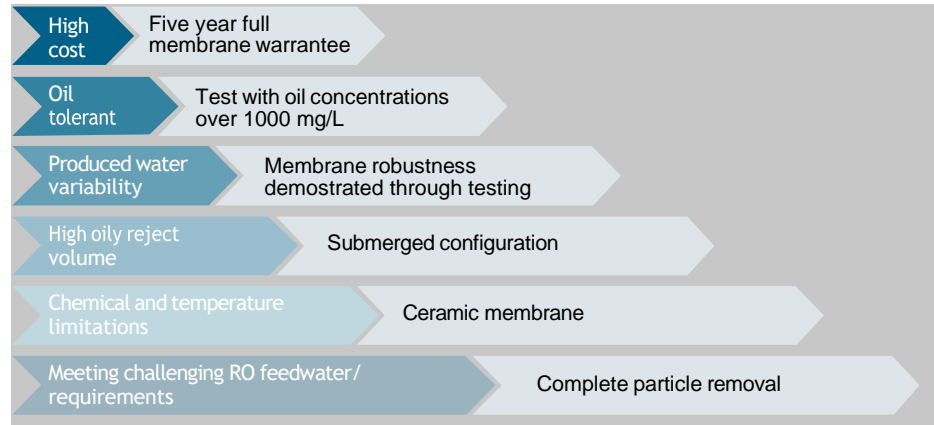 High
cost
Five year full
membrane warrantee
Oil
tolerant
Test with oil concentrations
over 1000 mg/L
Produced water
variability
Membrane robustness
demostrated through testing
High oily reject
volume
Submerged configuration
Chemical and temperature
limitations
Ceramic membrane
Meeting challenging RO feedwater/
requirements
Complete particle removal